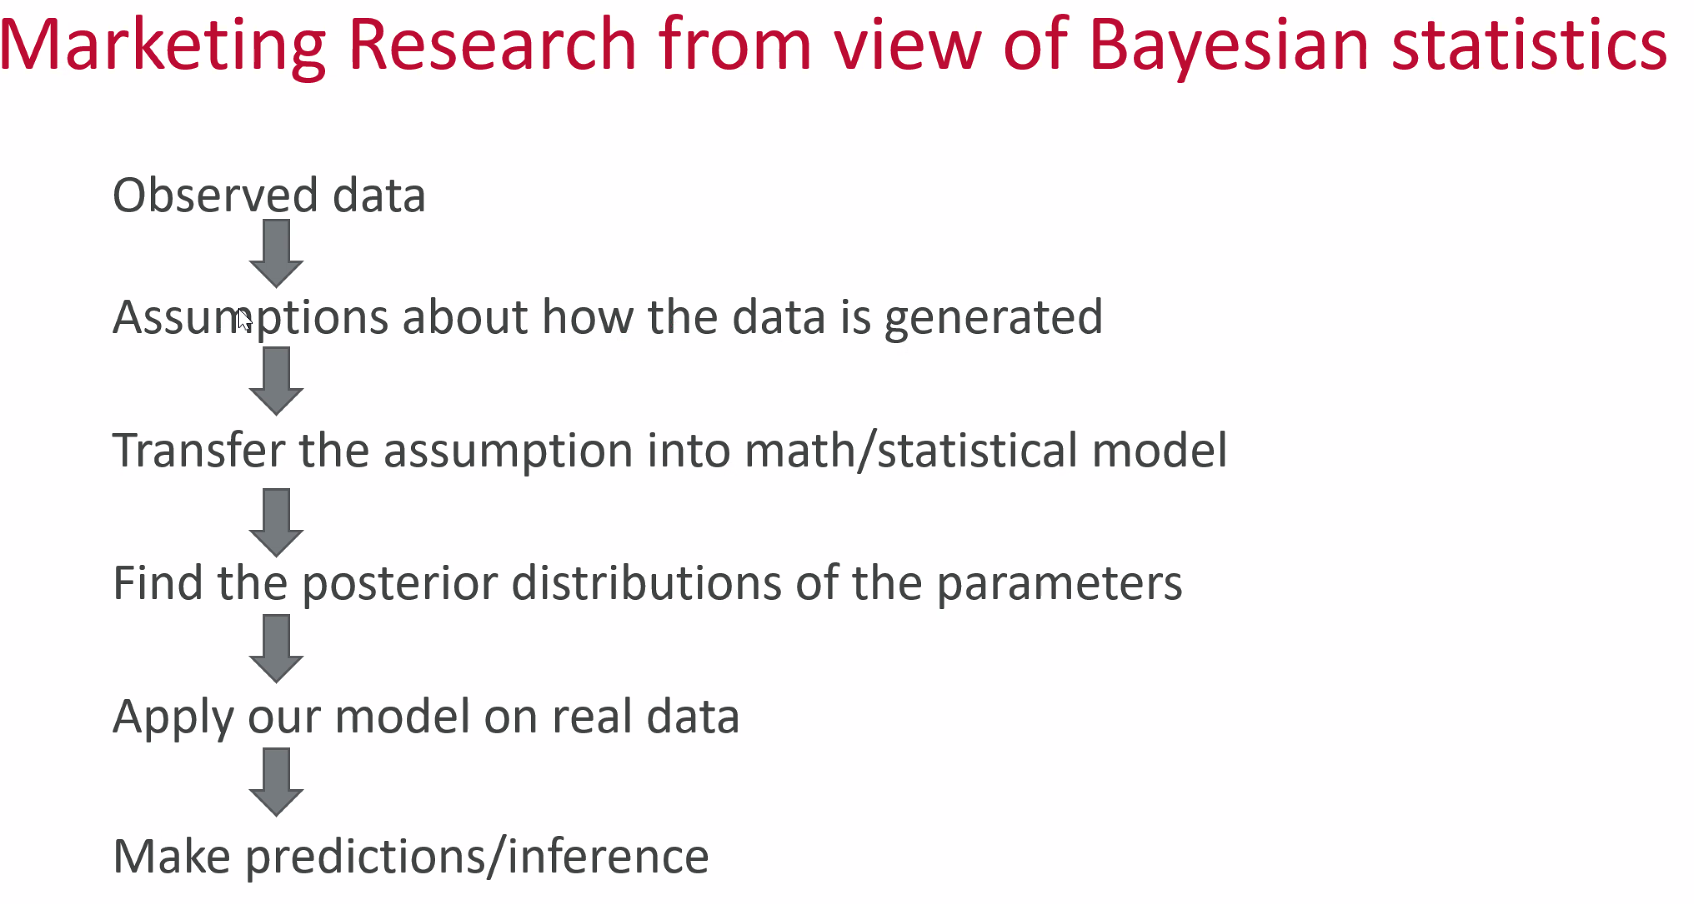 Marketing Research from view of Bayesian statistics
Observed data
Assumptions about how the data is generated
Transfer the assumption into math/statistical model
Find the posterior distributions of the parameters
Apply our model on real data
Make predictions/inference